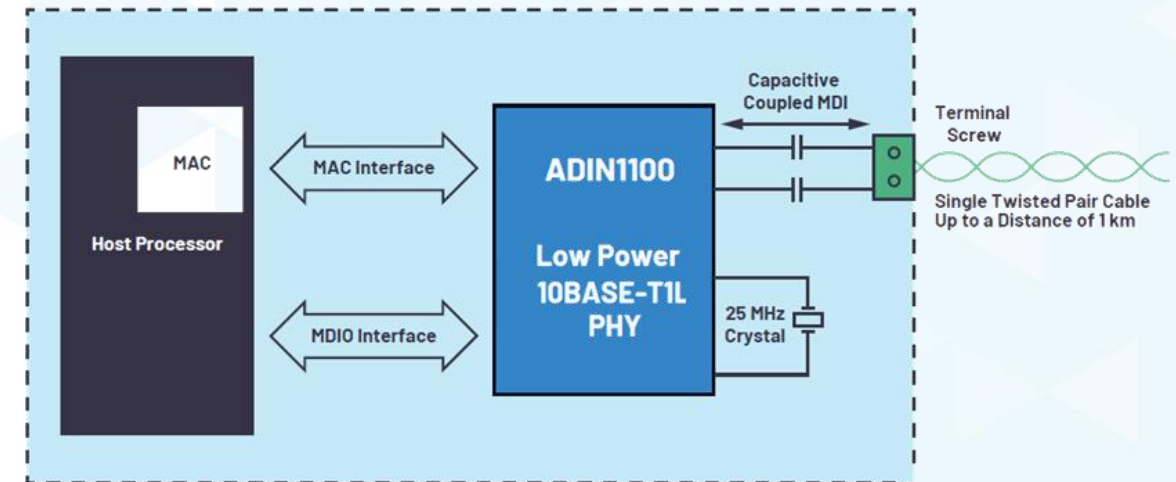 MAC
Host Processor
MAC Interface
MDIO Interface
ADIN1100
Low Power
10BASE-T1L
PHY
Capacitive
Coupled MDI
25 MHz
Crystal
Terminal
Screw
Single Twisted Pair Cable
Up to a Distance of 1 km